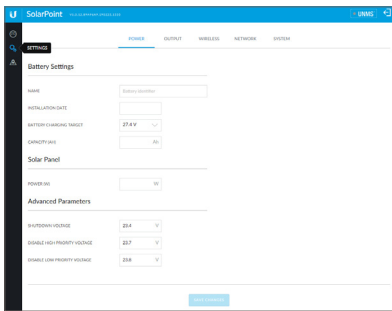 U SolarPoint
UNMS
SETTINGS
POWER OUTPUT WIRELESS NETWORK SYSTEM
Battery Settings
NAME Battery identifier
INSTALLATION DATE
BATTERY CHARGING TARGET 27.4 V
CAPACITY (AH) Ah
Solar Panel
POWER (W) W
Advanced Parameters
SHUTDOWN VOLTAGE 23.4 V
DISABLE HIGH PRIORITY VOLTAGE 23.7 V
DISABLE LOW PRIORITY VOLTAGE 23.8 V
SAVE CHANGES